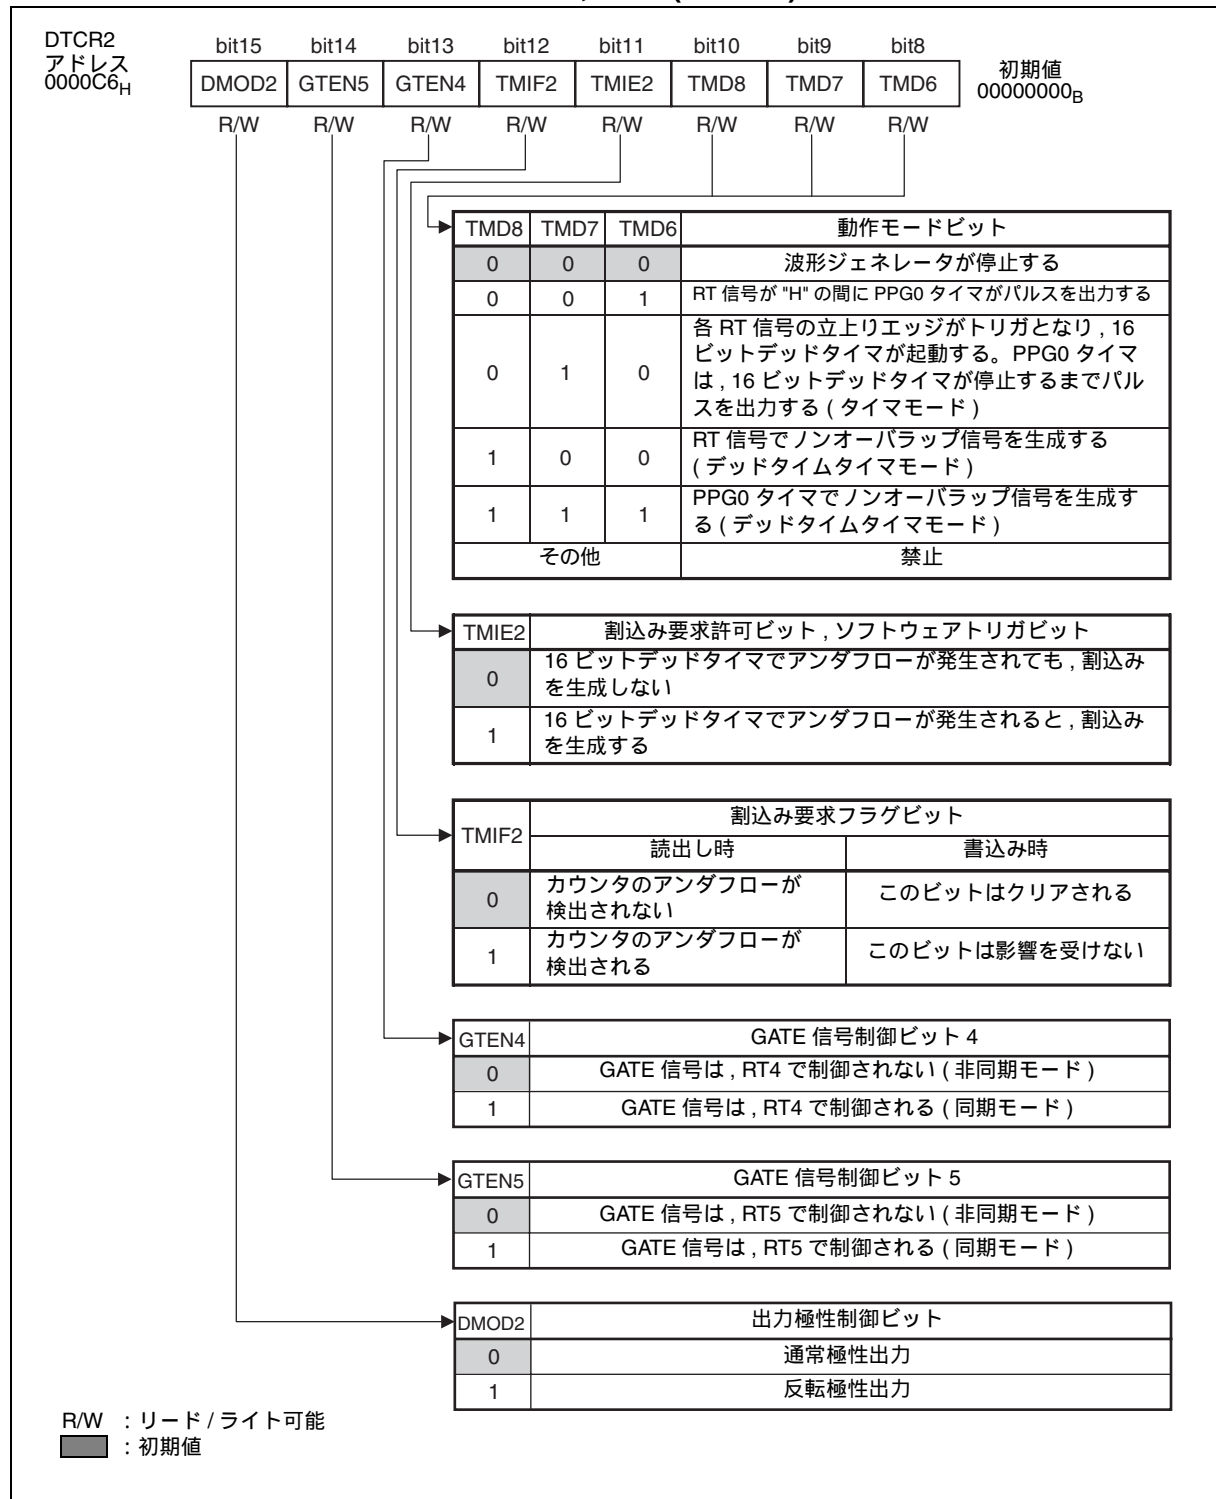 DTCR2
アドレス
0000C6H
bit15 bit14 bit13 bit12 bit11 bit10 bit9 bit8
DMOD2 GTEN5 GTEN4 TMIF2 TMIE2 TMD8 TMD7 TMD6
初期値
00000000B
R/W R/W R/W R/W R/W R/W R/W R/W
TMD8 TMD7 TMD6 動作モードビット
0 0 0 波形ジェネレータが停止する
0 0 1 RT 信号が "H" の間に PPG0 タイマがパルスを出力する
0 1 0 各 RT 信号の立上りエッジがトリガとなり , 16
ビットデッドタイマが起動する。PPG0 タイマ
は , 16 ビットデッドタイマが停止するまでパル
スを出力する ( タイマモード )
1 0 0 RT 信号でノンオーバラップ信号を生成する
( デッドタイムタイマモード )
1 1 1 PPG0 タイマでノンオーバラップ信号を生成す
る ( デッドタイムタイマモード )
その他 禁止
TMIE2 割込み要求許可ビット , ソフトウェアトリガビット
0 16 ビットデッドタイマでアンダフローが発生されても , 割込み
を生成しない
1 16 ビットデッドタイマでアンダフローが発生されると , 割込み
を生成する
TMIF2 割込み要求フラグビット
読出し時 書込み時
0 カウンタのアンダフローが
検出されない このビットはクリアされる
1 カウンタのアンダフローが
検出される このビットは影響を受けない
GTEN4 GATE 信号制御ビット 4
0 GATE 信号は , RT4 で制御されない ( 非同期モード )
1 GATE 信号は , RT4 で制御される ( 同期モード )
GTEN5 GATE 信号制御ビット 5
0 GATE 信号は , RT5 で制御されない ( 非同期モード )
1 GATE 信号は , RT5 で制御される ( 同期モード )
DMOD2 出力極性制御ビット
0 通常極性出力
1 反転極性出力
R/W : リード / ライト可能
: 初期値